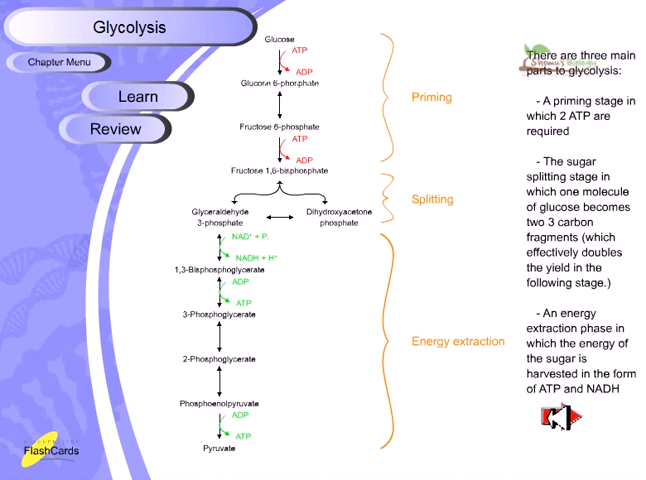 Glycolysis
Chapter Menu
Learn
Review
Glucose
ATP
ADP
Glucose 6-phosphate
Fructose 6-phosphate
ATP
ADP
Fructose 1,6-bisphosphate
Glyceraldehyde
3-phosphate
Dihydroxyacetone
phosphate
NAD⁺ + Pᵢ
NADH + H⁺
1,3-Bisphosphoglycerate
ADP
ATP
3-Phosphoglycerate
2-Phosphoglycerate
Phosphoenolpyruvate
ADP
ATP
Pyruvate
Priming
Splitting
Energy extraction
Shomu's Biology
There are three main
parts to glycolysis:
- A priming stage in
which 2 ATP are
required
- The sugar
splitting stage in
which one molecule
of glucose becomes
two 3 carbon
fragments (which
effectively doubles
the yield in the
following stage.)
- An energy
extraction phase in
which the energy of
the sugar is
harvested in the form
of ATP and NADH
FlashCards